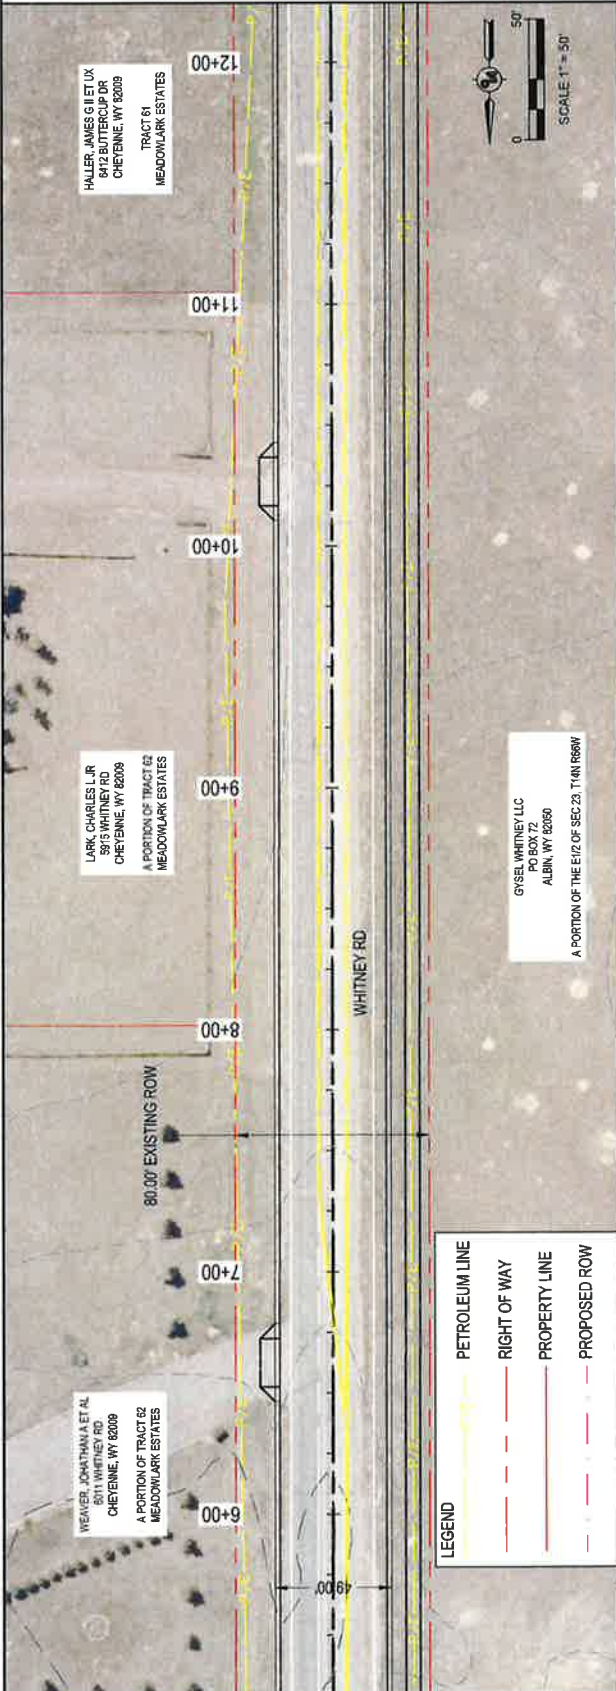 WEAVER, JOHATHAN A ET AL
6011 WHITNEY RD
CHEYENNE, WY 82009
A PORTION OF TRACT 62
MEADOWLARK ESTATES
LARK, CHARLES L JR
5915 WHITNEY RD
CHEYENNE, WY 82009
A PORTION OF TRACT 62
MEADOWLARK ESTATES
HALLER, JAMES G II ET UX
6412 BUTTERCUP DR
CHEYENNE, WY 82009
TRACT 61
MEADOWLARK ESTATES
80.00' EXISTING ROW
6+00
7+00
8+00
9+00
10+00
11+00
12+00
P/E
P/E
P/E
P/E
P/E
P/E
49.00'
WHITNEY RD
P/E
P/E
P/E
P/E
P/E
P/E
P/E
GYSEL WHITNEY LLC
PO BOX 72
ALBIN, WY 82050
A PORTION OF THE E1/2 OF SEC 23, T14N R66W
0
50'
SCALE 1" = 50'
LEGEND
PETROLEUM LINE
RIGHT OF WAY
PROPERTY LINE
PROPOSED ROW